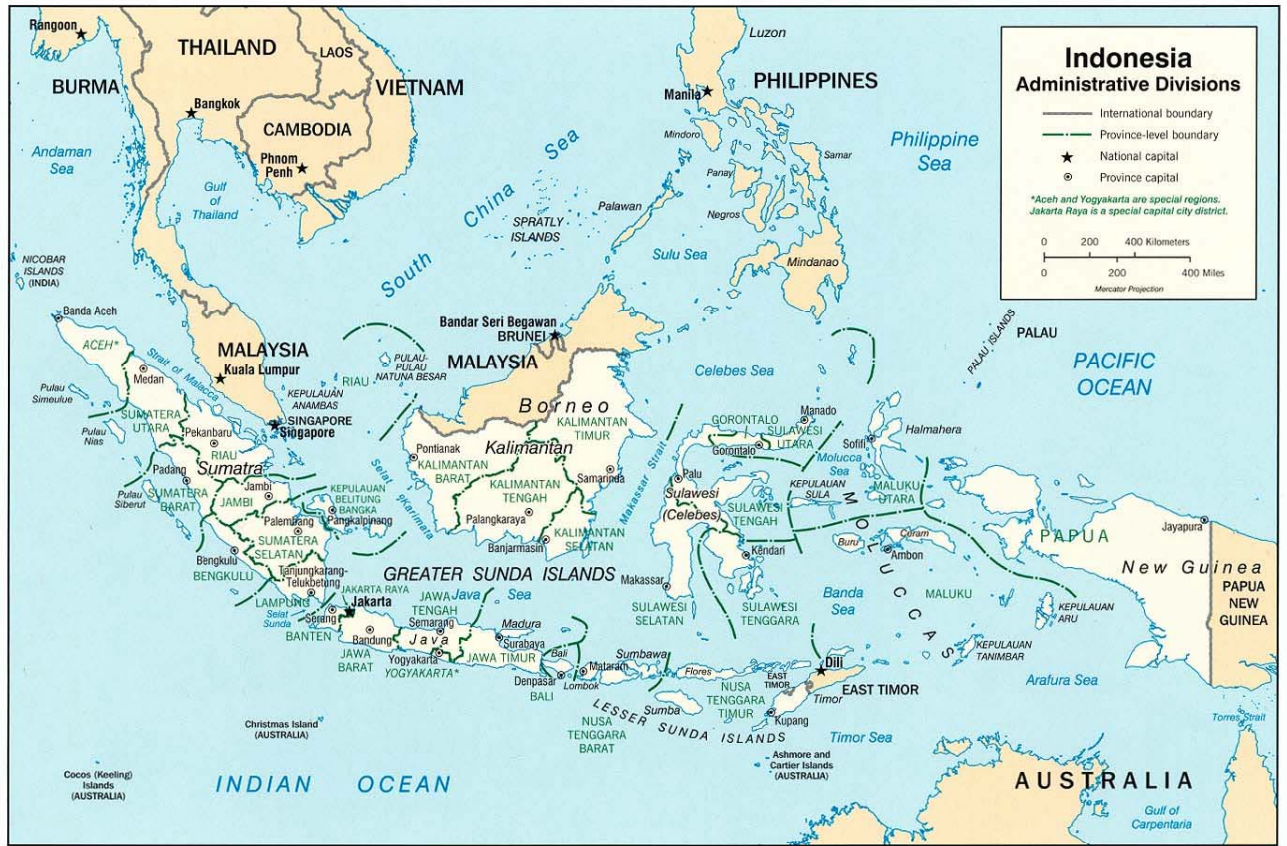 Rangoon
THAILAND
LAOS
BURMA
VIETNAM
Bangkok
CAMBODIA
Phnom
Penh
Andaman
Sea
Gulf
of
Thailand
NICOBAR
ISLANDS
(INDIA)
South China Sea
SPRATLY
ISLANDS
Luzon
PHILIPPINES
Manila
Mindoro
Samar
Panay
Palawan
Negros
Sulu Sea
Mindanao
Philippine
Sea
Indonesia
Administrative Divisions
International boundary
Province-level boundary
National capital
Province capital
*Aceh and Yogyakarta are special regions.
Jakarta Raya is a special capital city district.
0 200 400 Kilometers
0 200 400 Miles
Mercator Projection
PALAU ISLANDS
PALAU
PACIFIC
OCEAN
Banda Aceh
ACEH*
Strait of Malacca
Medan
MALAYSIA
Kuala Lumpur
Bandar Seri Begawan
BRUNEI
MALAYSIA
PULAU-
PULAU
NATUNA BESAR
RIAU
KEPULAUAN
ANAMBAS
SINGAPORE
Singapore
Pulau
Simeulue
SUMATERA
UTARA
Pulau
Nias
Pekanbaru
RIAU
Sumatra
Padang
Pulau
Siberut
SUMATERA
BARAT
Jambi
JAMBI
KEPULAUAN
BELITUNG
BANGKA
Pangkalpinang
Palembang
SUMATERA
SELATAN
Bengkulu
BENGKULU
Tanjungkarang-
Telukbetung
LAMPUNG
Selat
Sunda
Selat Karimata
Borneo
Kalimantan
KALIMANTAN
TIMUR
Pontianak
KALIMANTAN
BARAT
KALIMANTAN
TENGAH
Samarinda
Palangkaraya
Banjarmasin
KALIMANTAN
SELATAN
Makassar Strait
Celebes Sea
GORONTALO
SULAWESI
UTARA
Manado
Gorontalo
Palu
Sulawesi
(Celebes)
SULAWESI
TENGAH
Kendari
Makassar
SULAWESI
SELATAN
SULAWESI
TENGGARA
Sofifi
Halmahera
Molucca
Sea
KEPULAUAN
SULA
MALUKU
UTARA
MOLUCCAS
Buru
Ceram
Ambon
Banda
Sea
MALUKU
KEPULAUAN
ARU
KEPULAUAN
TANIMBAR
PAPUA
Jayapura
New Guinea
PAPUA
NEW
GUINEA
GREATER SUNDA ISLANDS
JAKARTA RAYA
Jakarta
Serang
BANTEN
Bandung
JAWA
BARAT
JAWA
TENGAH
Semarang
Java
Java Sea
Yogyakarta
YOGYAKARTA*
Madura
Surabaya
JAWA TIMUR
Bali
Denpasar
BALI
Mataram
Lombok
Sumbawa
NUSA
TENGGARA
BARAT
Flores
Sumba
LESSER SUNDA ISLANDS
NUSA
TENGGARA
TIMUR
EAST
TIMOR
Dili
EAST TIMOR
Timor
Kupang
Timor Sea
Arafura Sea
Torres Strait
Christmas Island
(AUSTRALIA)
Cocos (Keeling)
Islands
(AUSTRALIA)
INDIAN OCEAN
Ashmore and
Cartier Islands
(AUSTRALIA)
AUSTRALIA
Gulf of
Carpentaria